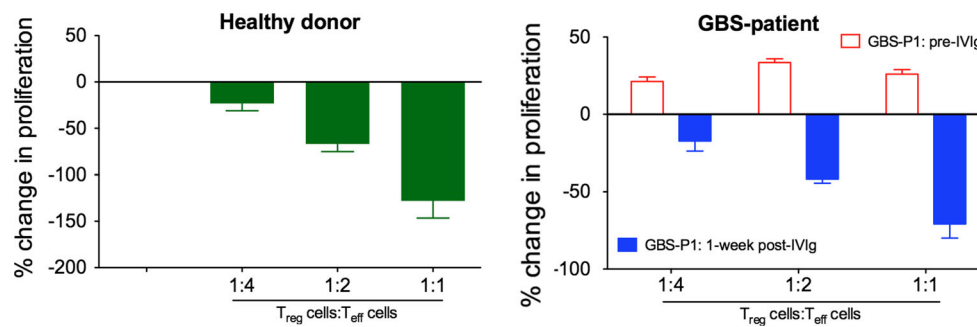 Healthy donor
% change in proliferation
50
0
-50
-100
-150
-200
1:4 1:2 1:1
Treg cells:Teff cells
GBS-patient
% change in proliferation
50
0
-50
-100
GBS-P1: pre-IVIg
GBS-P1: 1-week post-IVIg
1:4 1:2 1:1
Treg cells:Teff cells